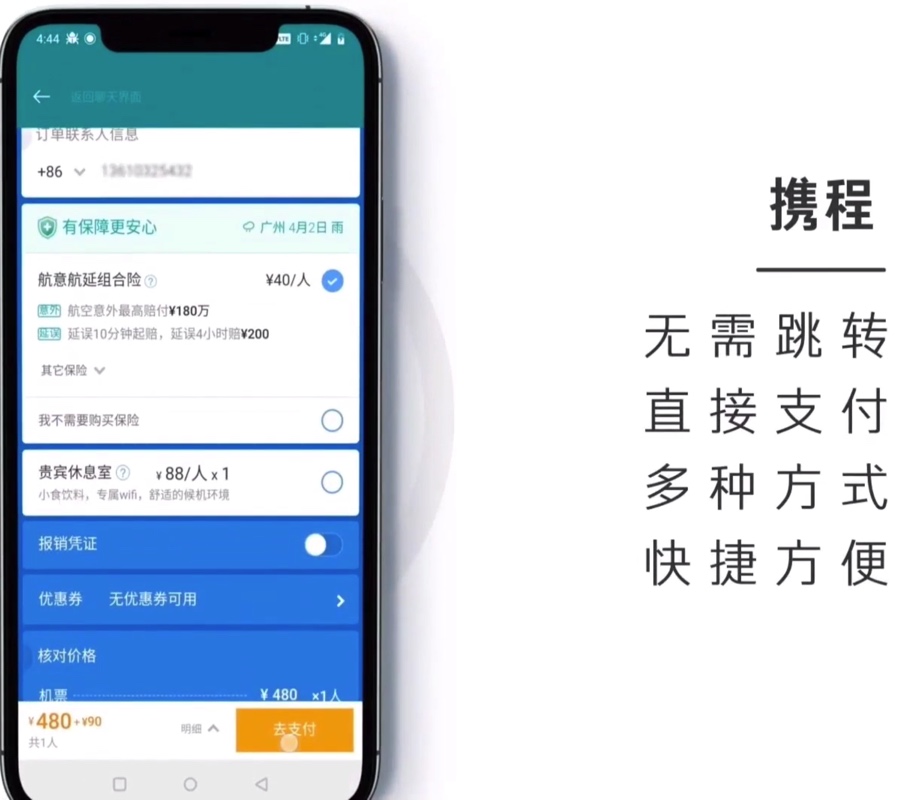 4:44
返回聊天界面
订单联系人信息
+86
有保障更安心 广州 4月2日 雨
航意航延组合险 ¥40/人
意外 航空意外最高赔付¥180万
延误 延误10分钟起赔，延误4小时赔¥200
其它保险
我不需要购买保险
贵宾休息室 ¥88/人 x 1
小食饮料，专属wifi，舒适的候机环境
报销凭证
优惠券 无优惠券可用
核对价格
机票 ¥ 480 ×1人
¥480+¥90 明细 去支付
共1人
携程
无需跳转
直接支付
多种方式
快捷方便